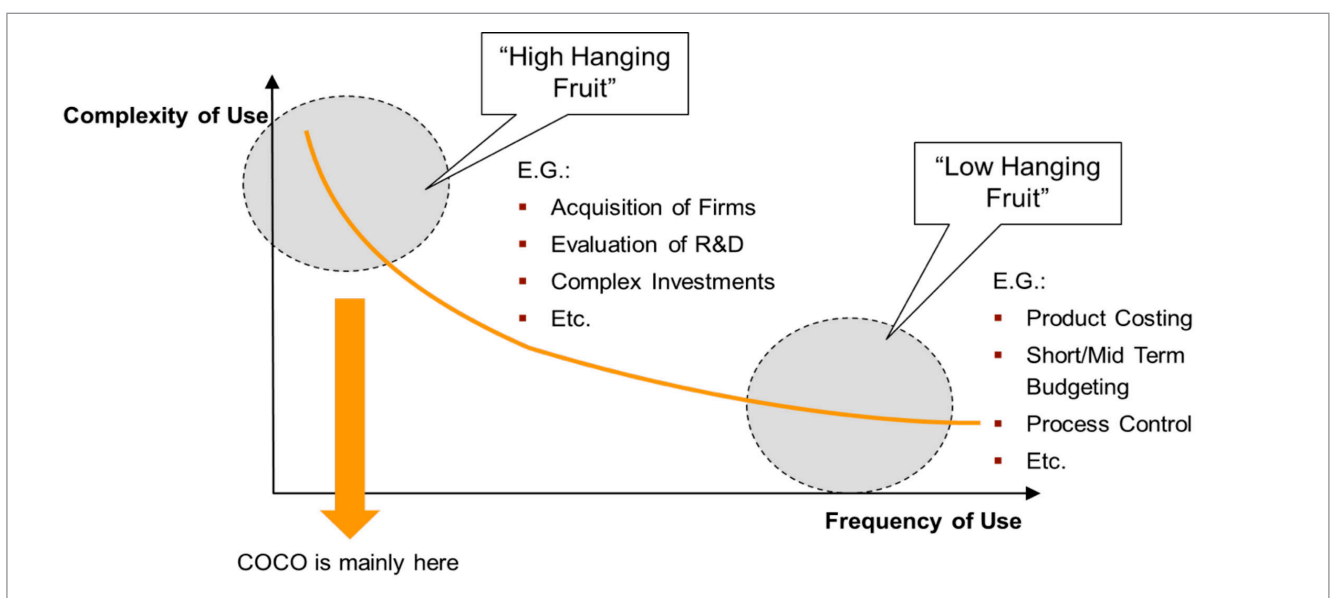 “High Hanging
Fruit”
Complexity of Use
E.G.:
▪ Acquisition of Firms
▪ Evaluation of R&D
▪ Complex Investments
▪ Etc.
“Low Hanging
Fruit”
E.G.:
▪ Product Costing
▪ Short/Mid Term
Budgeting
▪ Process Control
▪ Etc.
Frequency of Use
COCO is mainly here